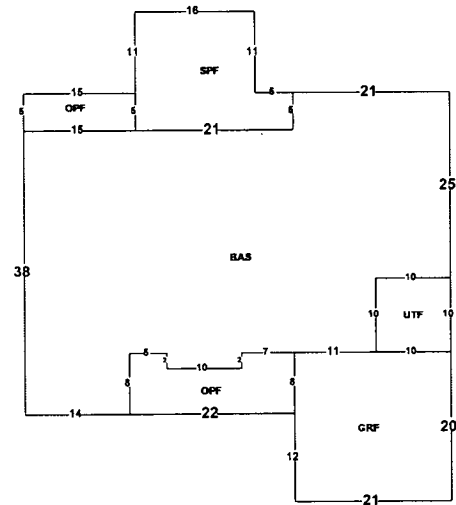 16
11 11
SPF
15 5 21
5 OPF 5 5
15 21
25
38
BAS
10
10 UTF 10
5 2 10 2 7 11 10
8 OPF 8
14 22
GRF 20
12
21